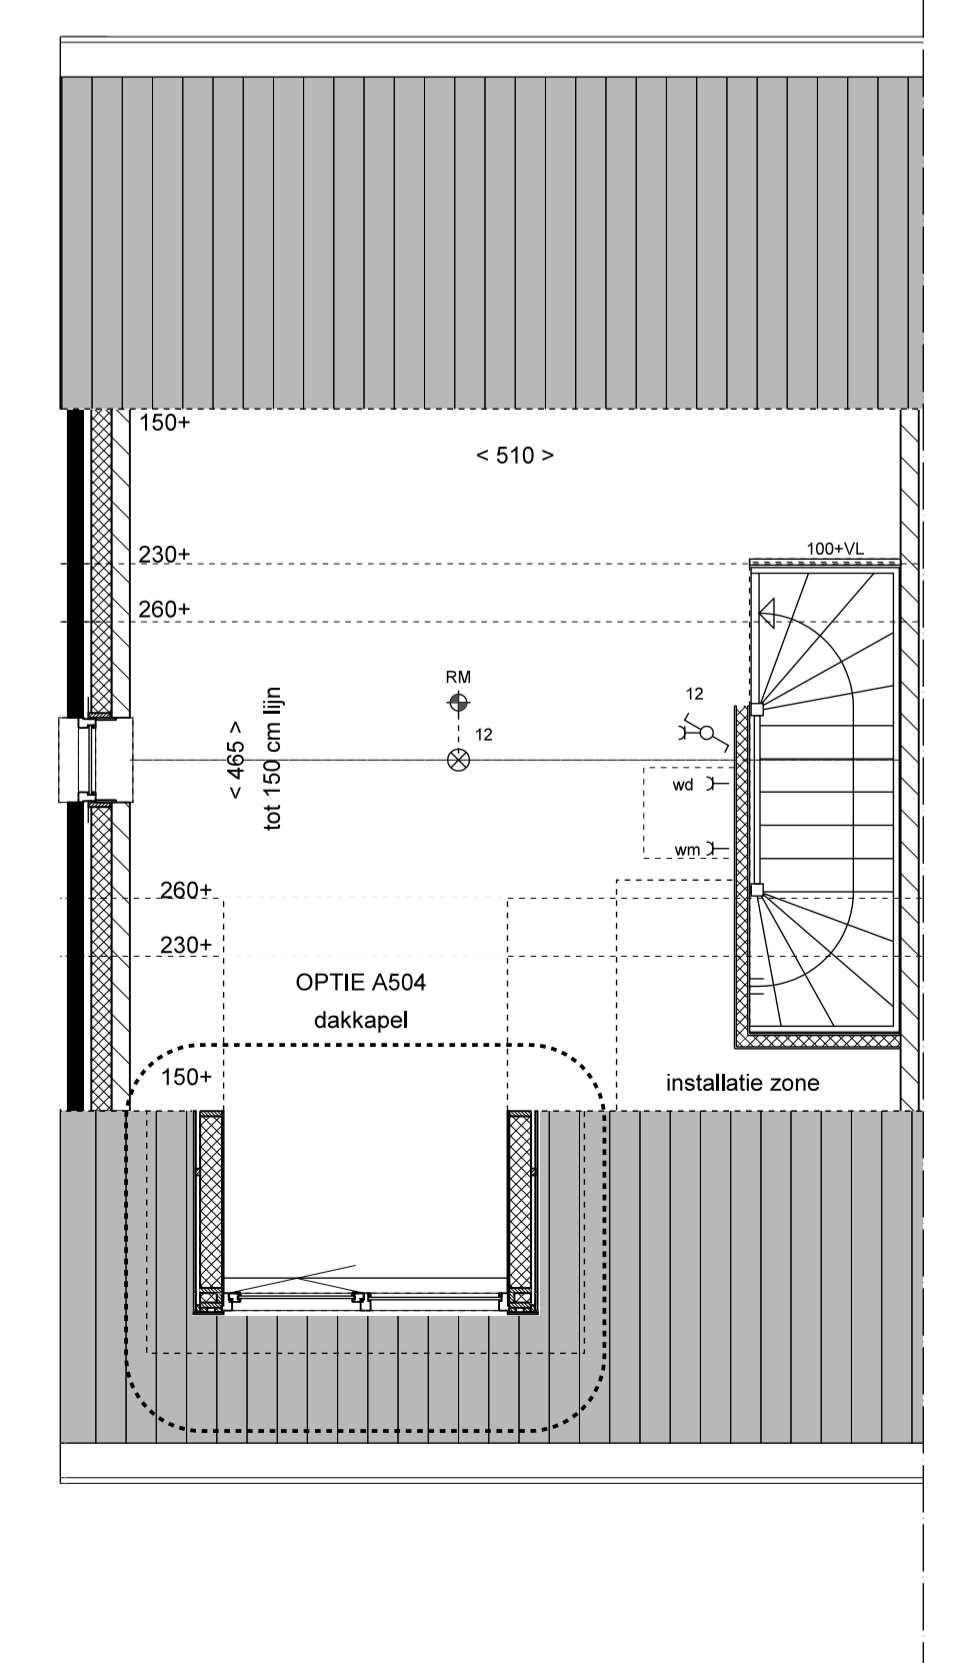 150+
< 510 >
230+
100+VL
260+
RM
12
12
< 465 >
tot 150 cm lijn
wd
wm
260+
230+
OPTIE A504
dakkapel
150+
installatie zone